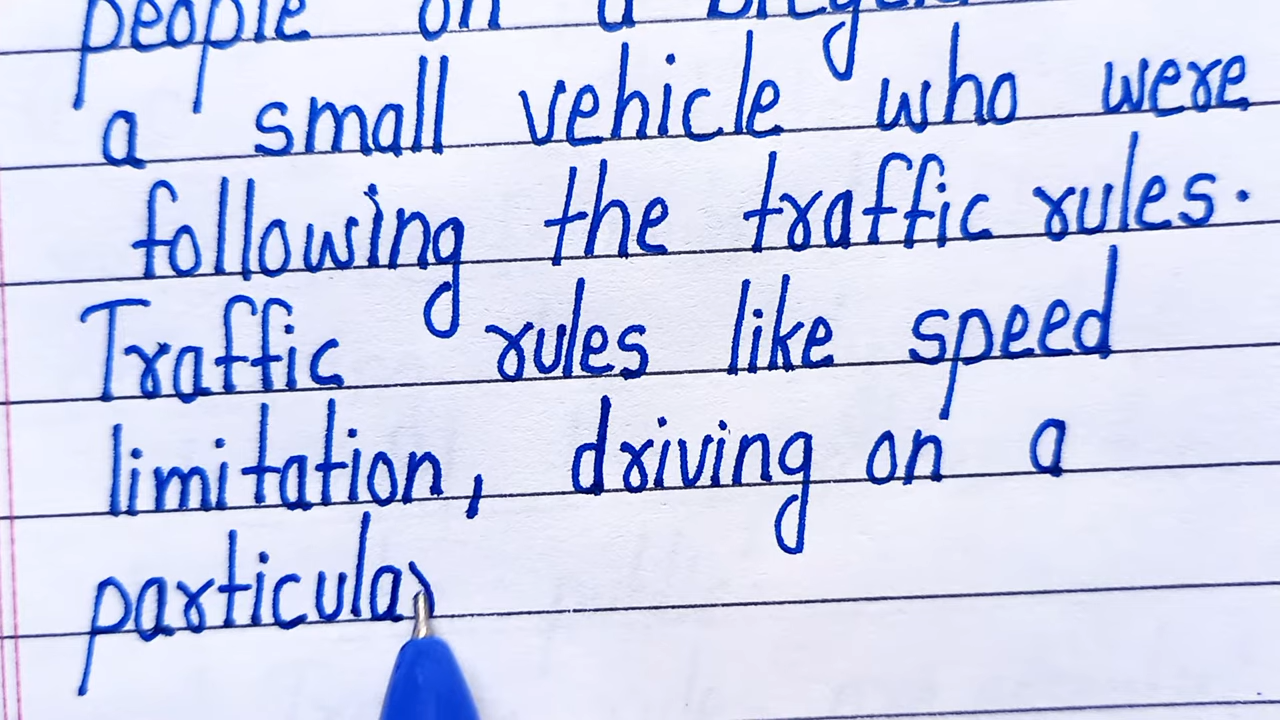 people on a
a small vehicle who were
following the traffic rules.
Traffic rules like speed
limitation, driving on a
particular